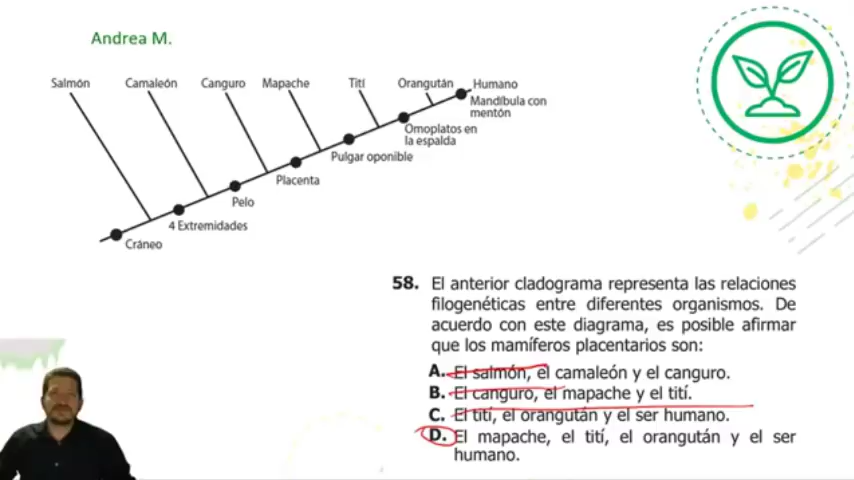 Andrea M.
Salmón Camaleón Canguro Mapache Tití Orangután Humano
Mandíbula con
mentón
Omoplatos en
la espalda
Pulgar oponible
Placenta
Pelo
4 Extremidades
Cráneo
58. El anterior cladograma representa las relaciones
filogenéticas entre diferentes organismos. De
acuerdo con este diagrama, es posible afirmar
que los mamíferos placentarios son:
A. El salmón, el camaleón y el canguro.
B. El canguro, el mapache y el tití.
C. El tití, el orangután y el ser humano.
D. El mapache, el tití, el orangután y el ser
humano.